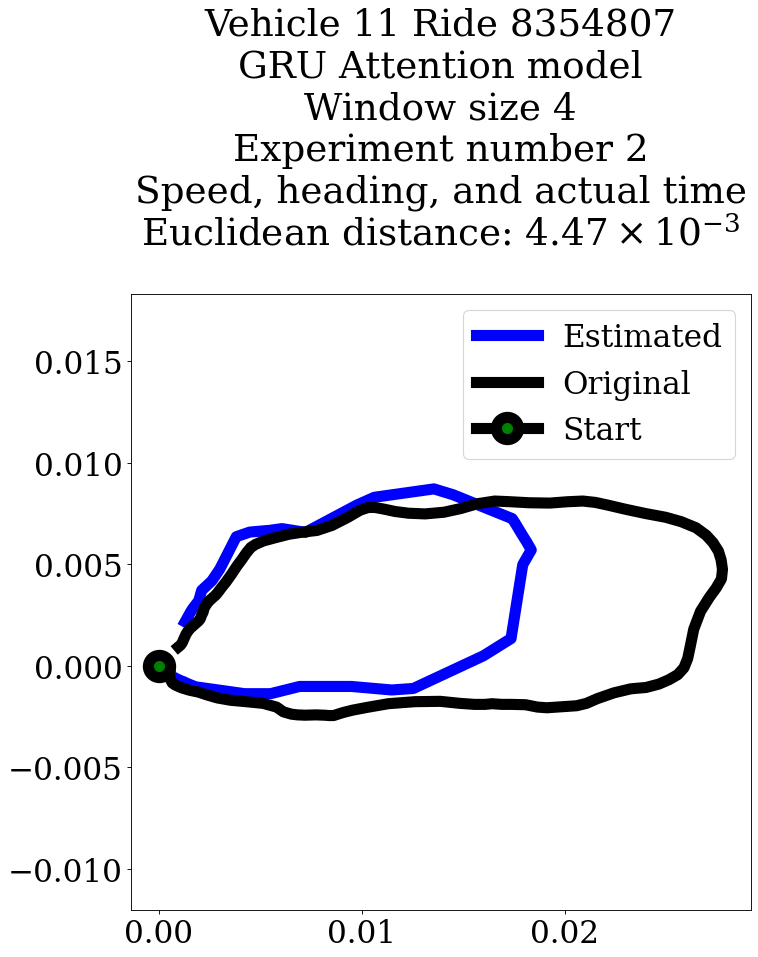 Vehicle 11 Ride 8354807
GRU Attention model
Window size 4
Experiment number 2
Speed, heading, and actual time
Euclidean distance: 4.47 × 10⁻³
Estimated
Original
Start
0.015
0.010
0.005
0.000
−0.005
−0.010
0.00 0.01 0.02